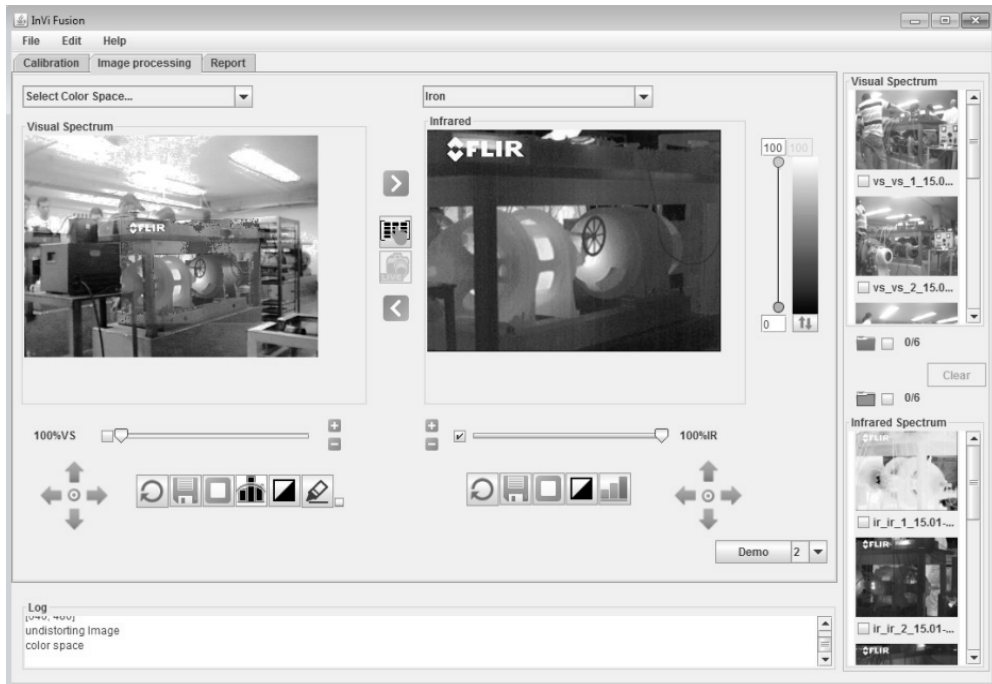 InVi Fusion
File Edit Help
Calibration Image processing Report
Select Color Space...
Iron
Visual Spectrum
FLIR
Infrared
FLIR
100 100
0
100%VS
100%IR
Demo 2
Log
[640, 480]
undistorting Image
color space
Visual Spectrum
vs_vs_1_15.0...
vs_vs_2_15.0...
0/6
Clear
0/6
Infrared Spectrum
FLIR
ir_ir_1_15.01-...
FLIR
ir_ir_2_15.01-...
FLIR